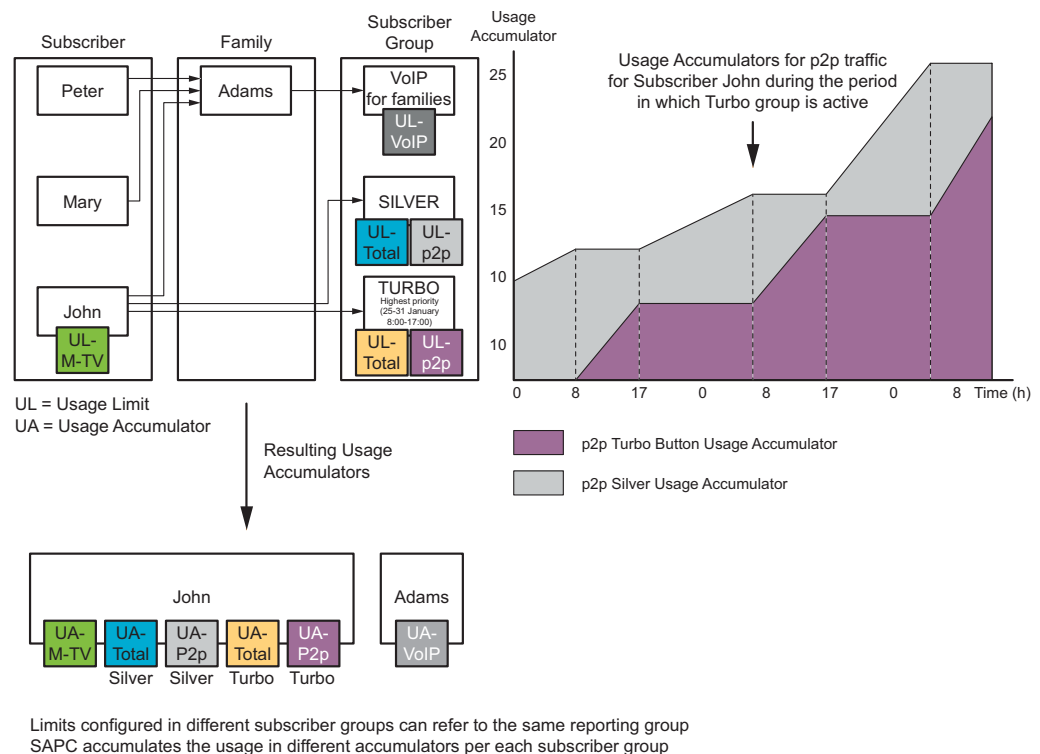 Subscriber
Family
Subscriber
Group
Peter
Adams
VoIP
for families
UL-
VoIP
Mary
SILVER
UL-
Total
UL-
p2p
John
UL-
M-TV
TURBO
Highest priority
(25-31 January
8:00-17:00)
UL-
Total
UL-
p2p
UL = Usage Limit
UA = Usage Accumulator
Resulting Usage
Accumulators
Usage
Accumulator
25
20
15
10
10
Usage Accumulators for p2p traffic
for Subscriber John during the period
in which Turbo group is active
0 8 17 0 8 17 0 8 Time (h)
p2p Turbo Button Usage Accumulator
p2p Silver Usage Accumulator
John
UA-
M-TV
UA-
Total
Silver
UA-
P2p
Silver
UA-
Total
Turbo
UA-
P2p
Turbo
Adams
UA-
VoIP
Limits configured in different subscriber groups can refer to the same reporting group
SAPC accumulates the usage in different accumulators per each subscriber group